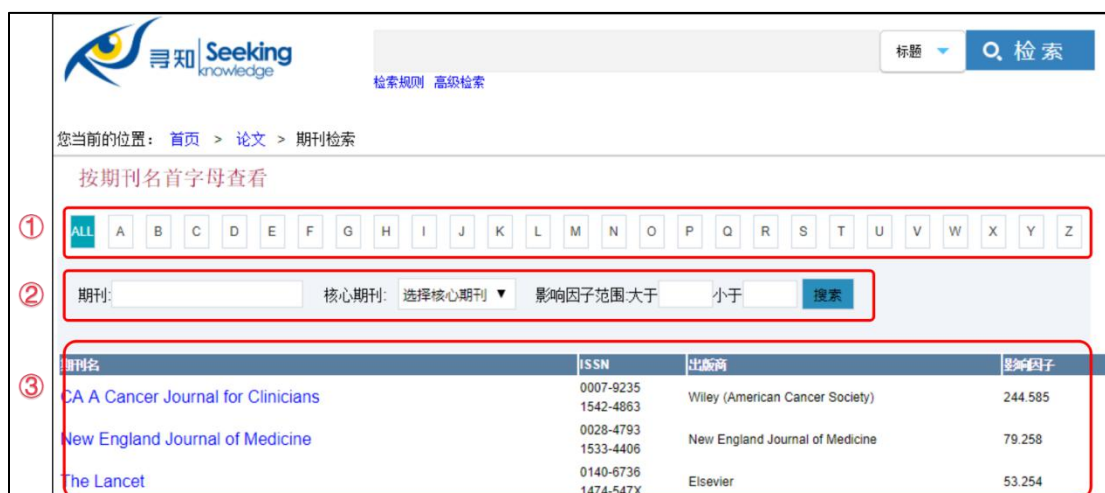 寻知 Seeking knowledge
标题 检索
检索规则 高级检索
您当前的位置： 首页 > 论文 > 期刊检索
按期刊名首字母查看
① ALL A B C D E F G H I J K L M N O P Q R S T U V W X Y Z
② 期刊: 核心期刊: 选择核心期刊 ▼ 影响因子范围:大于 小于 搜索
期刊名 ISSN 出版商 影响因子
③ CA A Cancer Journal for Clinicians 0007-9235 Wiley (American Cancer Society) 244.585
1542-4863
New England Journal of Medicine 0028-4793 New England Journal of Medicine 79.258
1533-4406
The Lancet 0140-6736 Elsevier 53.254
1474-547X